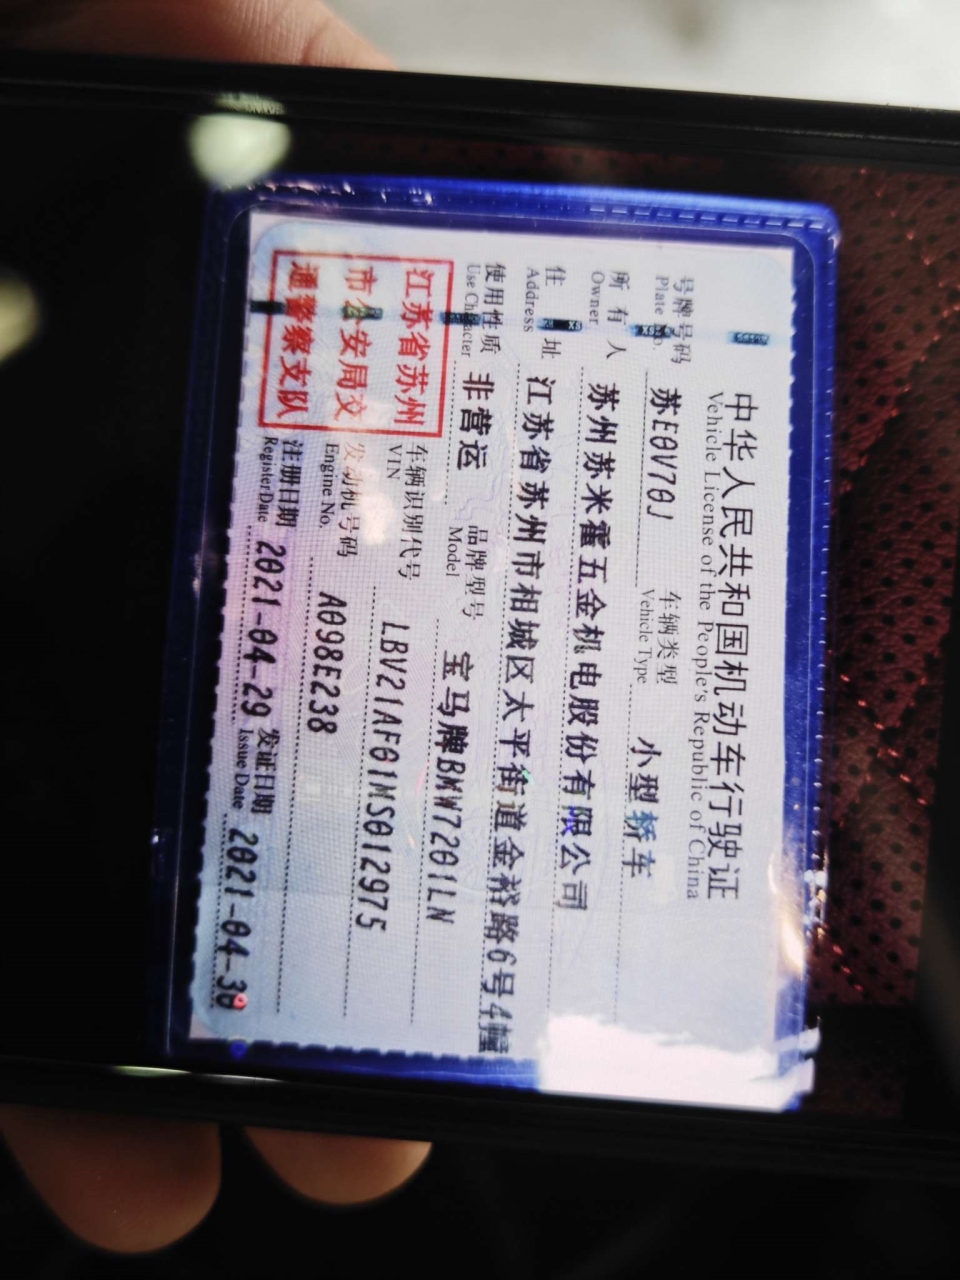 中华人民共和国机动车行驶证
Vehicle License of the People's Republic of China
号牌号码 苏E0V70J 车辆类型 小型轿车
Plate No. Vehicle Type
所有人 苏州苏米霍五金机电股份有限公司
Owner
住址 江苏省苏州市相城区太平街道金裕路6号4幢
Address
使用性质 非营运 品牌型号 宝马牌BMW7201LN
Use Character Model
江苏省苏州
市公安局交
通警察支队
车辆识别代号 LBV21AF01MS012975
VIN
发动机号码 A098E238
Engine No.
注册日期 2021-04-29 发证日期 2021-04-30
Register Date Issue Date